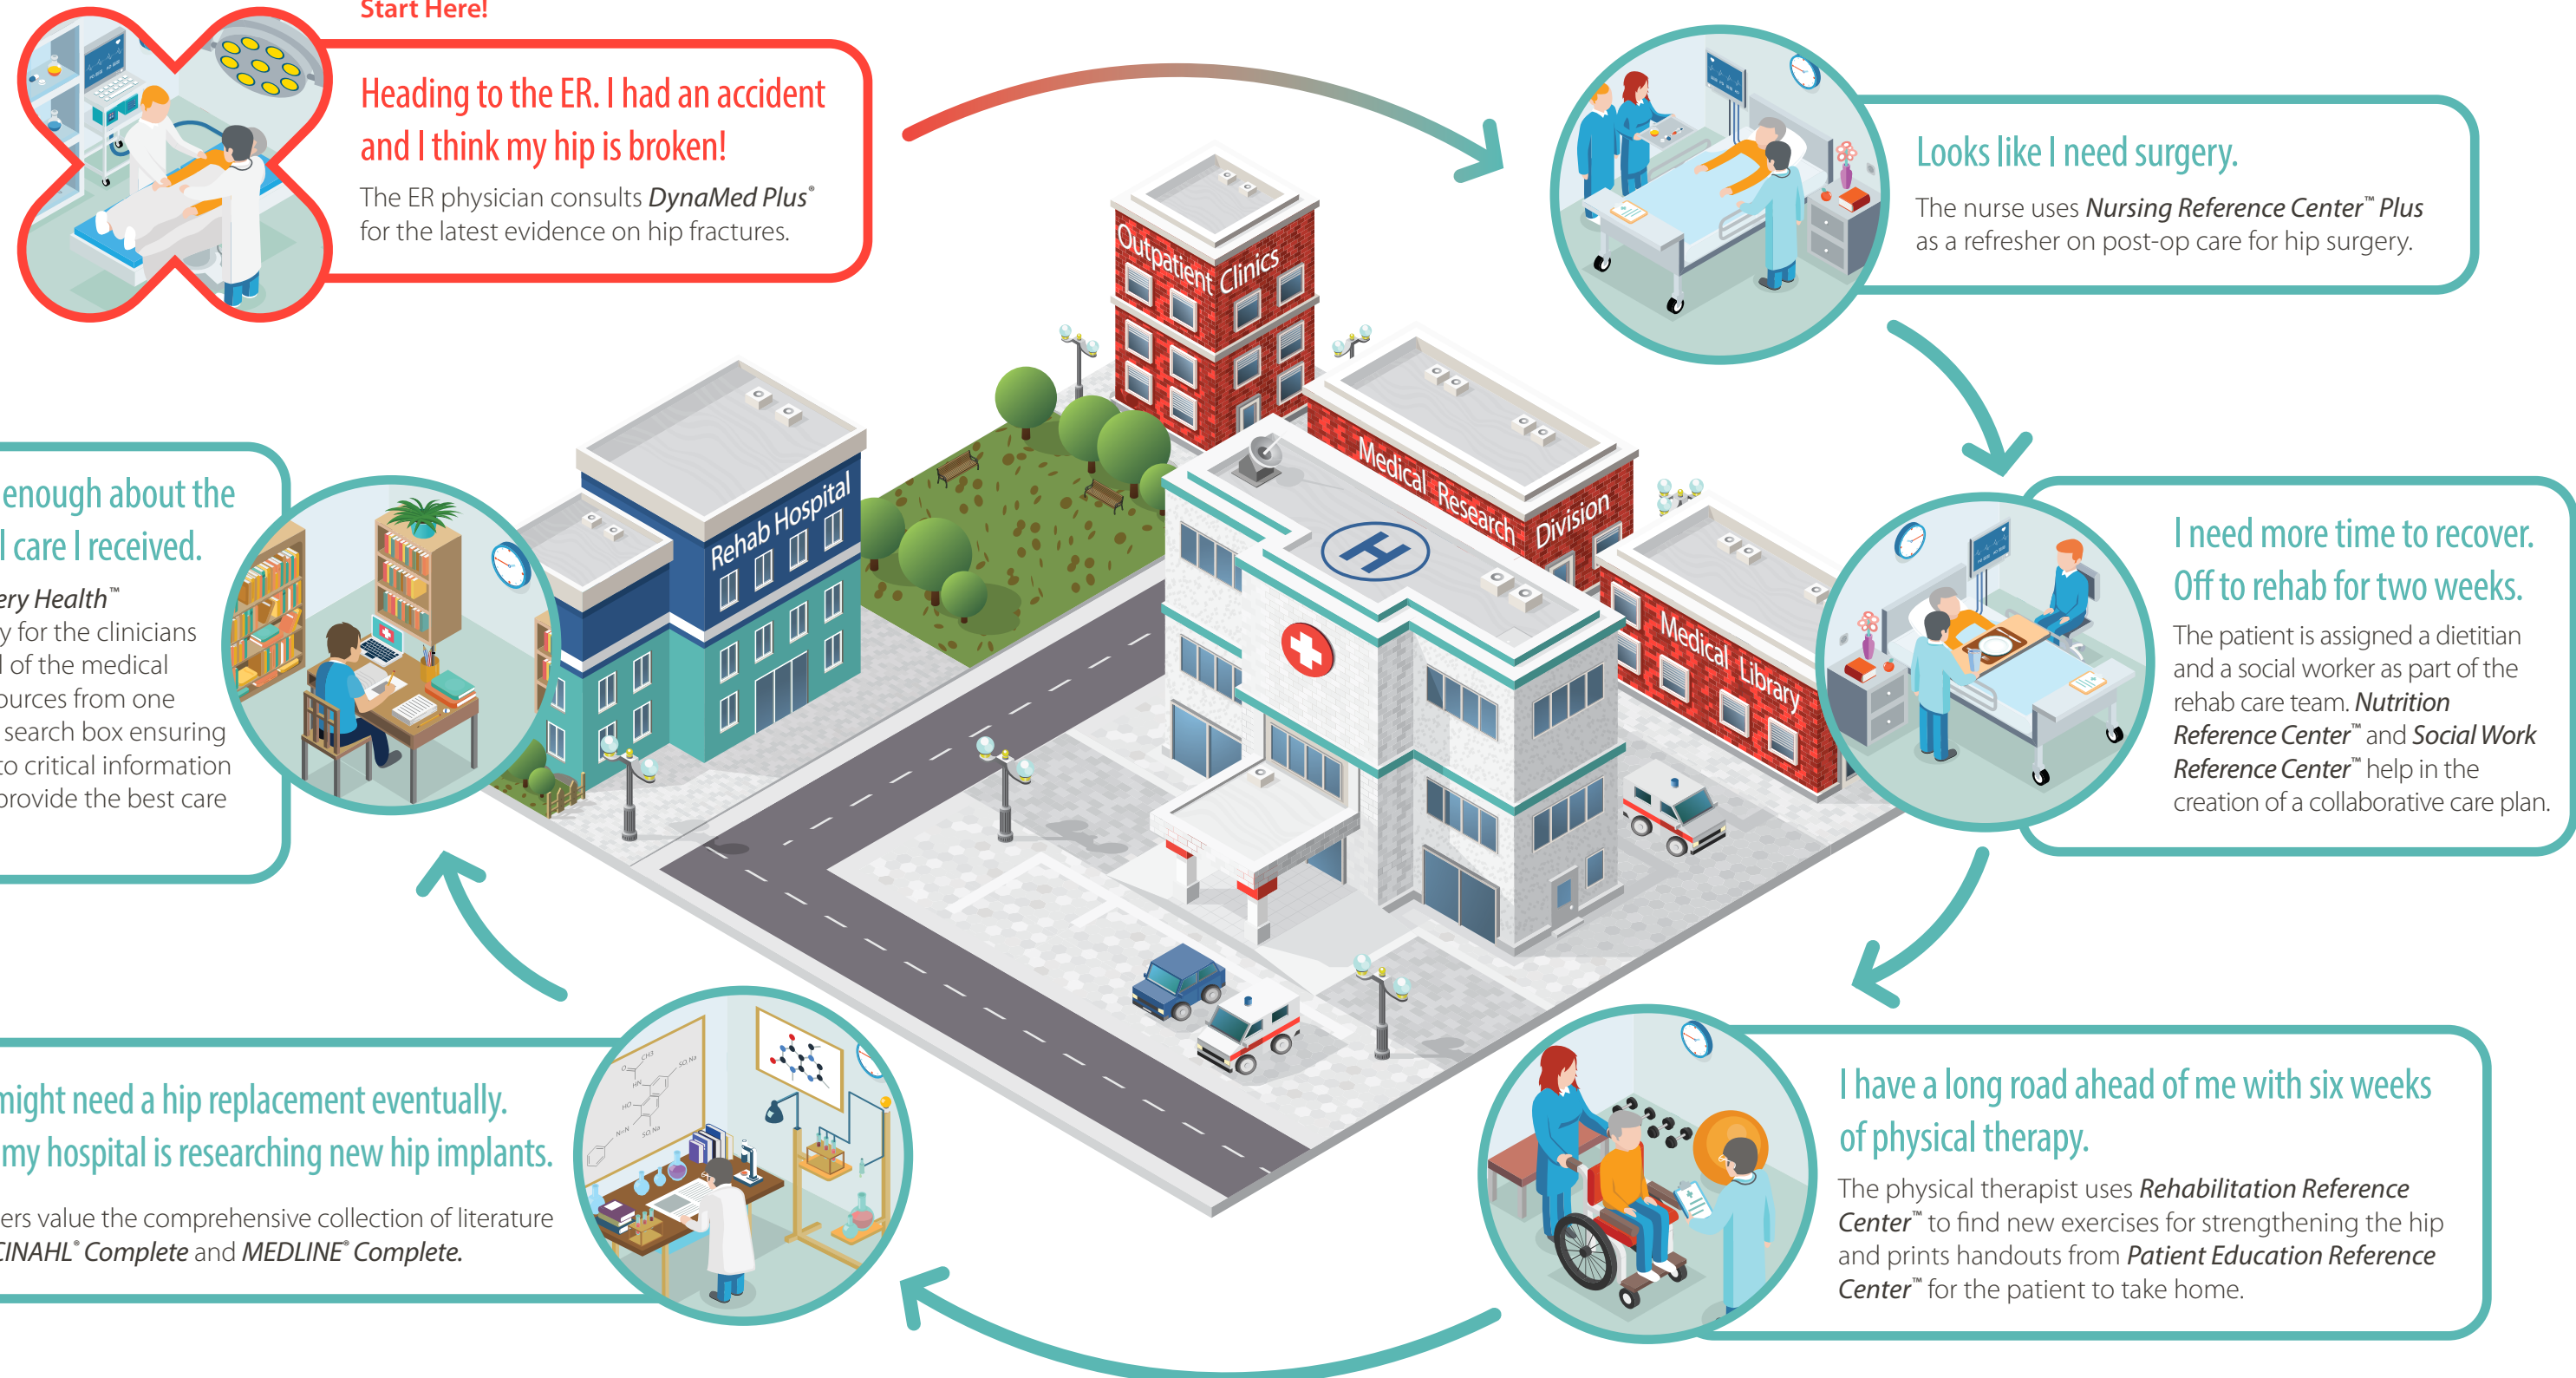 Start Here!
Heading to the ER. I had an accident
and I think my hip is broken!
The ER physician consults DynaMed Plus®
for the latest evidence on hip fractures.
Looks like I need surgery.
The nurse uses Nursing Reference Center™ Plus
as a refresher on post-op care for hip surgery.
I need more time to recover.
Off to rehab for two weeks.
The patient is assigned a dietitian
and a social worker as part of the
rehab care team. Nutrition
Reference Center™ and Social Work
Reference Center™ help in the
creation of a collaborative care plan.
I have a long road ahead of me with six weeks
of physical therapy.
The physical therapist uses Rehabilitation Reference
Center™ to find new exercises for strengthening the hip
and prints handouts from Patient Education Reference
Center™ for the patient to take home.
might need a hip replacement eventually.
my hospital is researching new hip implants.
ers value the comprehensive collection of literature
CINAHL® Complete and MEDLINE® Complete.
CH3
O
HN
SO3Na
HO
N=N
SO3Na
enough about the
l care I received.
ery Health™
y for the clinicians
d of the medical
ources from one
search box ensuring
to critical information
provide the best care
Outpatient Clinics
Rehab Hospital
Medical Research Division
H
Medical Library